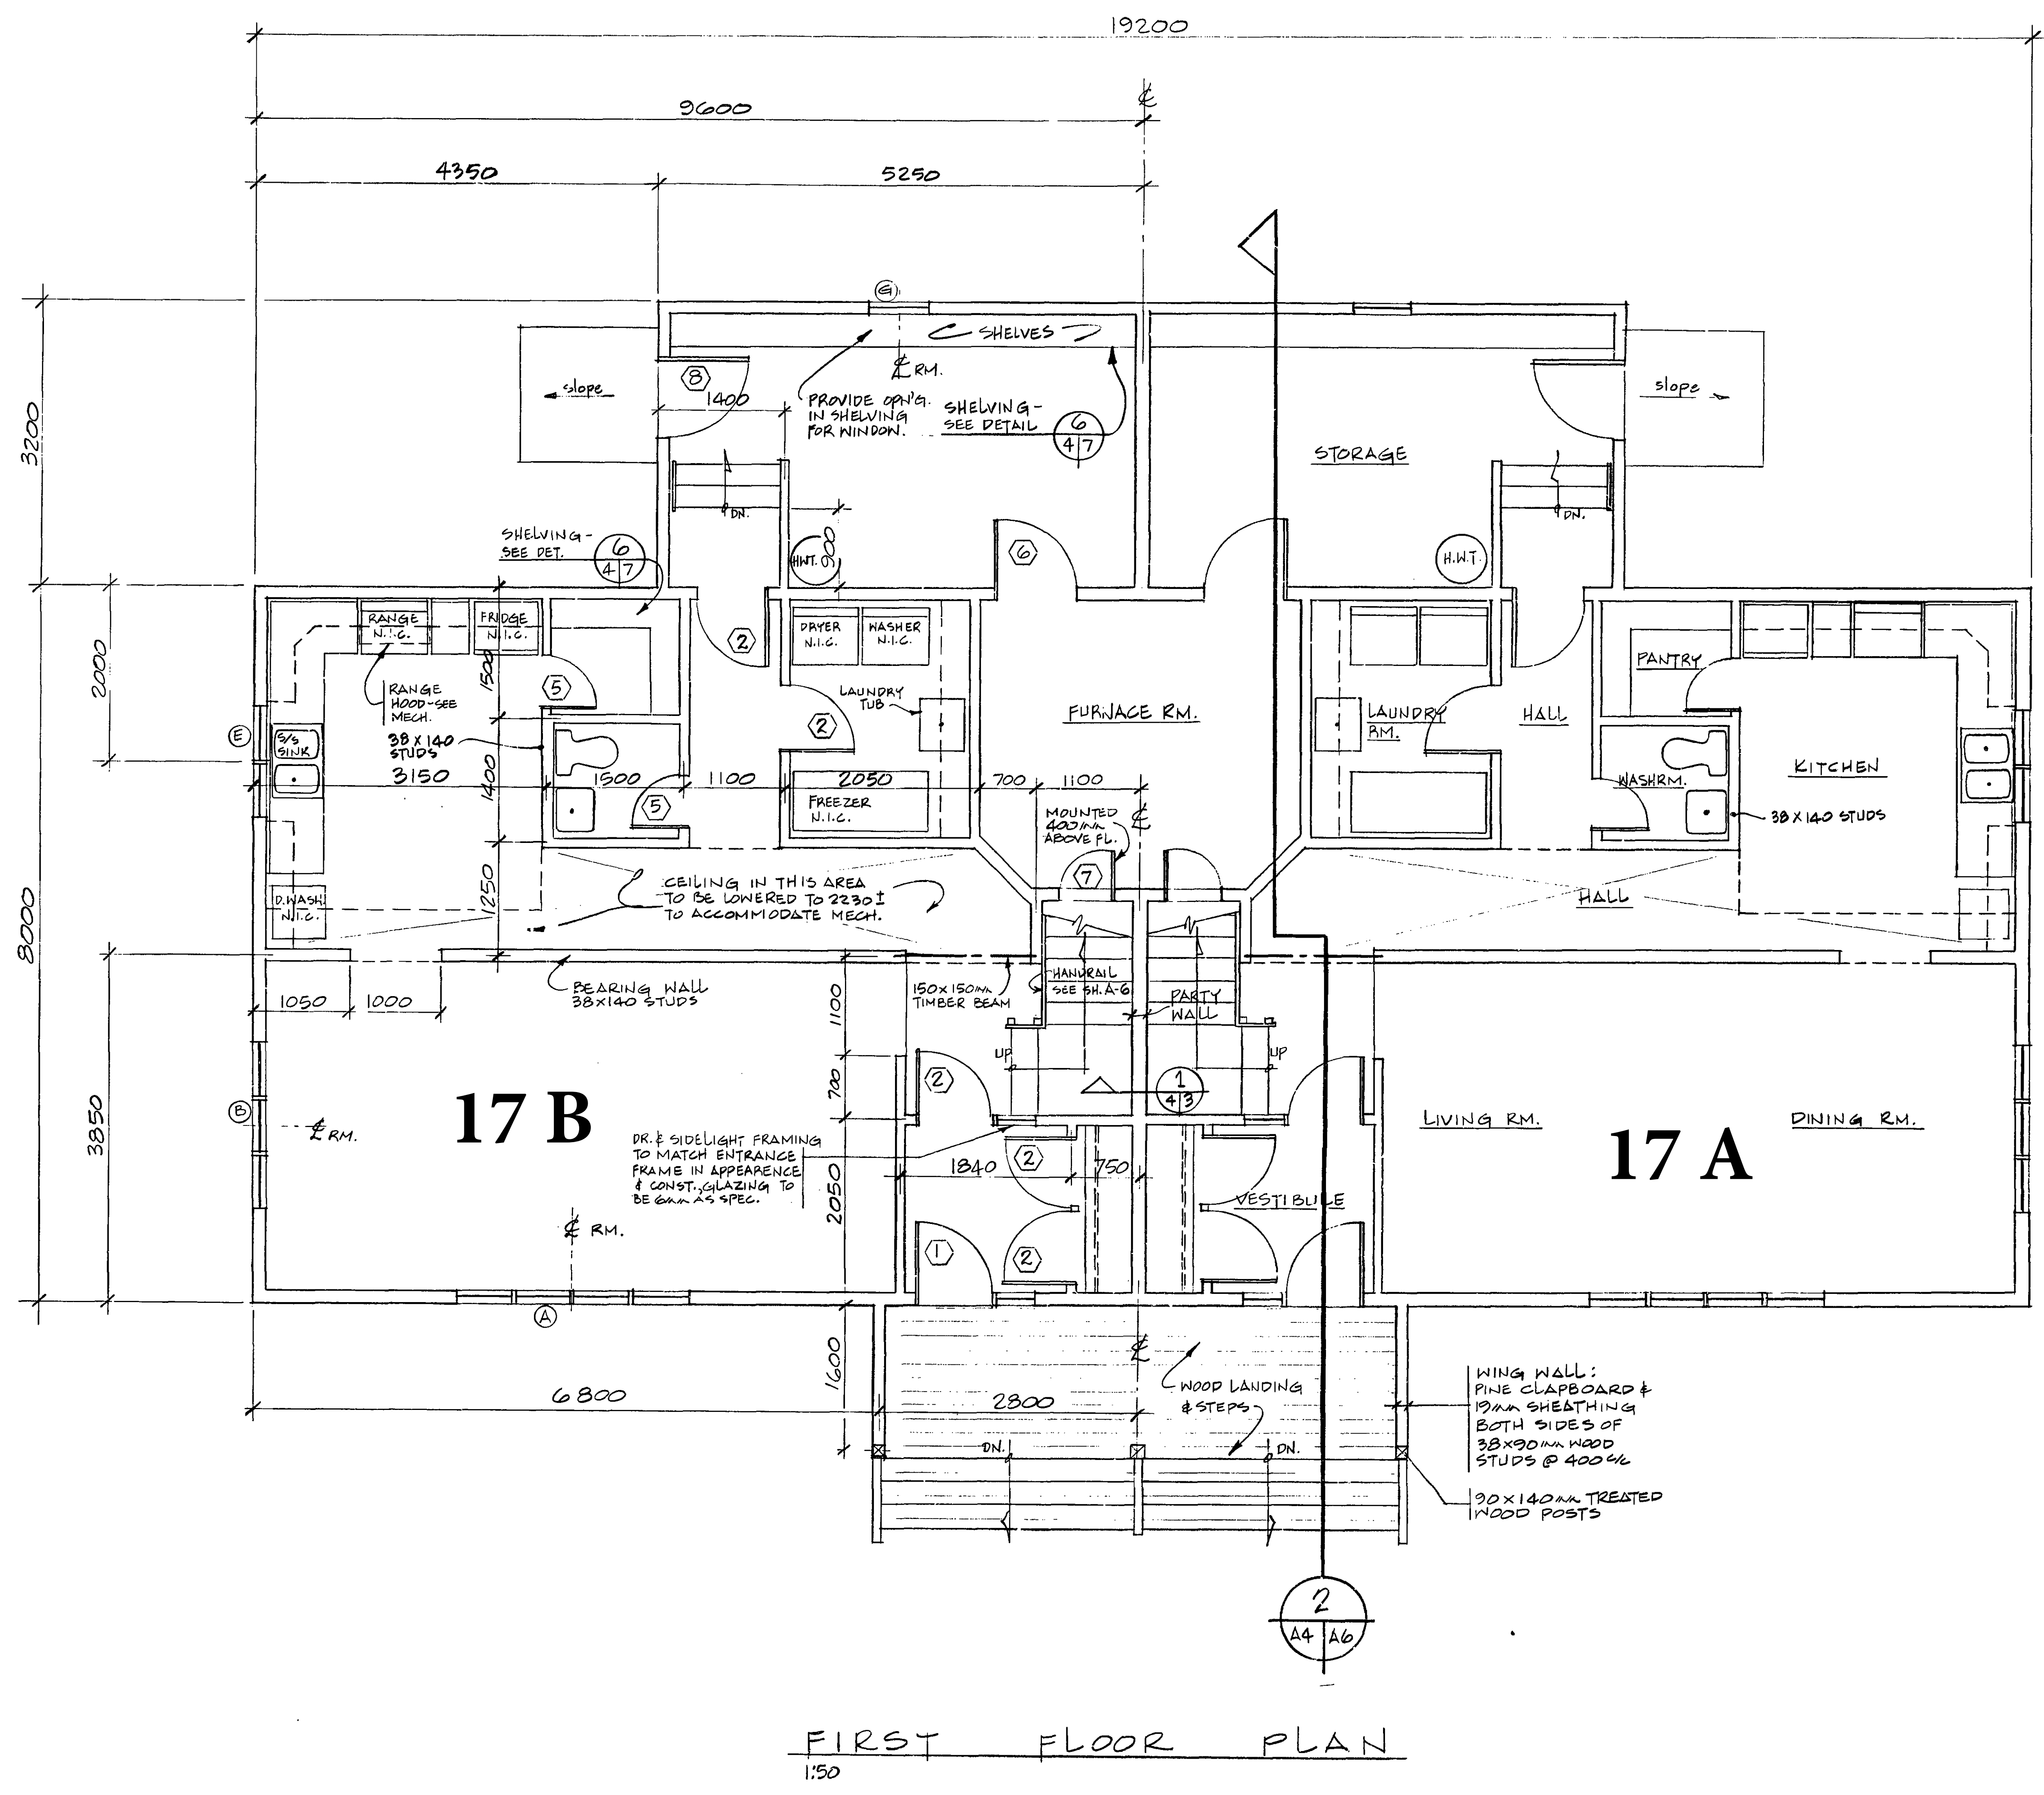 19200
9600
℄
4350
5250
G
SHELVES
8
1400
slope
℄ RM.
PROVIDE OPN'G.
IN SHELVING
FOR WINDOW.
SHELVING-
SEE DETAIL
6
4 7
slope
STORAGE
3200
DN.
DN.
SHELVING-
SEE DET.
6
4 7
HWT.
900
6
H.W.T.
RANGE
N.I.C.
FRIDGE
N.I.C.
DRYER
N.I.C.
WASHER
N.I.C.
2
2000
1500
5
RANGE
HOOD-SEE
MECH.
LAUNDRY
TUB
2
FURNACE RM.
LAUNDRY
RM.
HALL
PANTRY
E
S/S
SINK
38 X 140
STUDS
3150
1400
1500
1100
2050
700
1100
5
FREEZER
N.I.C.
MOUNTED
400mm
ABOVE FL.
℄
WASHRM.
KITCHEN
38 X 140 STUDS
7
D.WASH
N.I.C.
1250
CEILING IN THIS AREA
TO BE LOWERED TO 2230±
TO ACCOMMODATE MECH.
HALL
8000
1050
1000
BEARING WALL
38X140 STUDS
150X150mm
TIMBER BEAM
HANDRAIL
SEE SH.A-6
PARTY
WALL
1100
UP
UP
2
700
1
4 3
B
℄ RM.
17 B
3850
LIVING RM.
DINING RM.
17 A
DR. & SIDELIGHT FRAMING
TO MATCH ENTRANCE
FRAME IN APPEARENCE
& CONST., GLAZING TO
BE 6mm AS SPEC.
2050
1840
2
750
VESTIBULE
℄ RM.
1
2
A
℄
1600
WOOD LANDING
& STEPS
6800
2800
DN.
DN.
WING WALL:
PINE CLAPBOARD &
19mm SHEATHING
BOTH SIDES OF
38X90mm WOOD
STUDS @ 400 c/c
90X140mm TREATED
WOOD POSTS
2
A4 A6
FIRST FLOOR PLAN
1:50